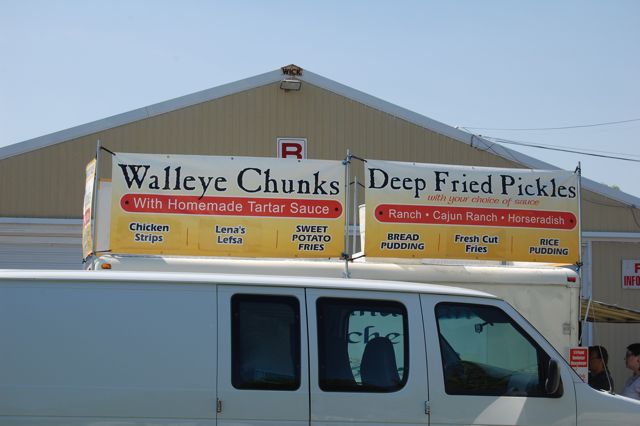 WICK
B
Walleye Chunks
With Homemade Tartar Sauce
Chicken
Strips
Lena's
Lefsa
SWEET
POTATO
FRIES
Deep Fried Pickles
with your choice of sauce
Ranch • Cajun Ranch • Horseradish
BREAD
PUDDING
Fresh Cut
Fries
RICE
PUDDING